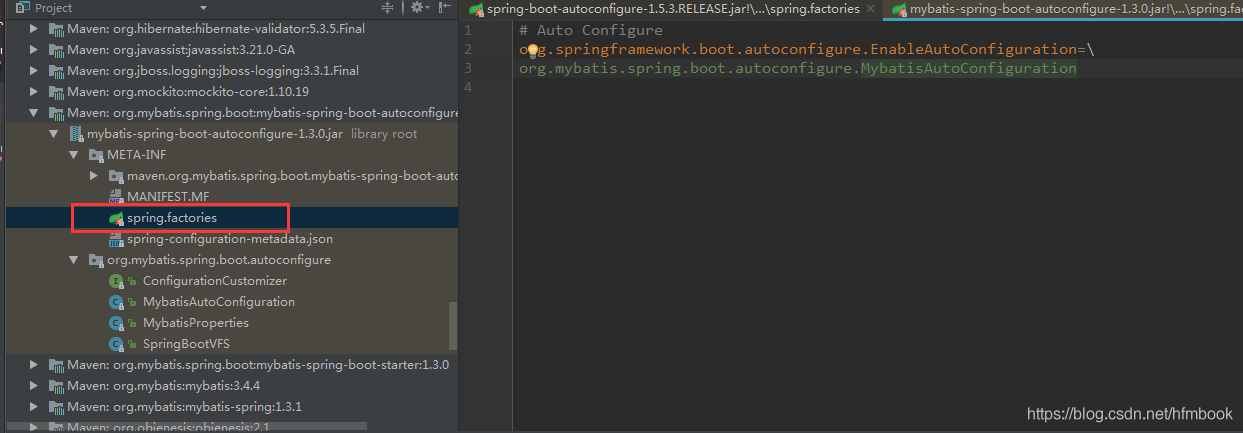 Project
Maven: org.hibernate:hibernate-validator:5.3.5.Final
Maven: org.javassist:javassist:3.21.0-GA
Maven: org.jboss.logging:jboss-logging:3.3.1.Final
Maven: org.mockito:mockito-core:1.10.19
Maven: org.mybatis.spring.boot:mybatis-spring-boot-autoconfigure
mybatis-spring-boot-autoconfigure-1.3.0.jar library root
META-INF
maven.org.mybatis.spring.boot.mybatis-spring-boot-auto
MANIFEST.MF
spring.factories
spring-configuration-metadata.json
org.mybatis.spring.boot.autoconfigure
ConfigurationCustomizer
MybatisAutoConfiguration
MybatisProperties
SpringBootVFS
Maven: org.mybatis.spring.boot:mybatis-spring-boot-starter:1.3.0
Maven: org.mybatis:mybatis:3.4.4
Maven: org.mybatis:mybatis-spring:1.3.1
Maven: org.objenesis:objenesis:2.1
spring-boot-autoconfigure-1.5.3.RELEASE.jar!\...\spring.factories
mybatis-spring-boot-autoconfigure-1.3.0.jar!\...\spring.fac
1 # Auto Configure
2 org.springframework.boot.autoconfigure.EnableAutoConfiguration=\
3 org.mybatis.spring.boot.autoconfigure.MybatisAutoConfiguration
4
https://blog.csdn.net/hfmbook